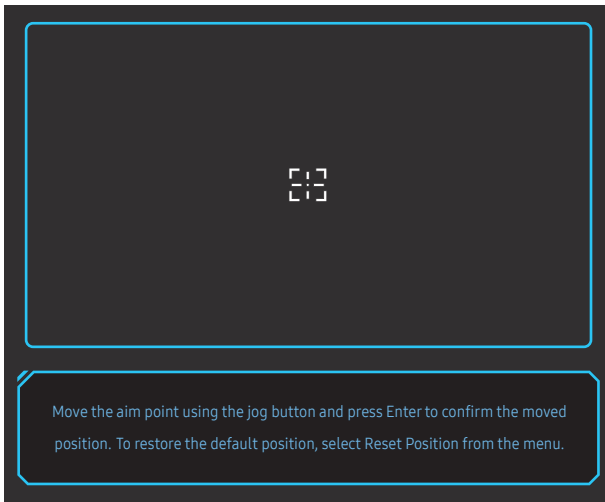 Move the aim point using the jog button and press Enter to confirm the moved
position. To restore the default position, select Reset Position from the menu.